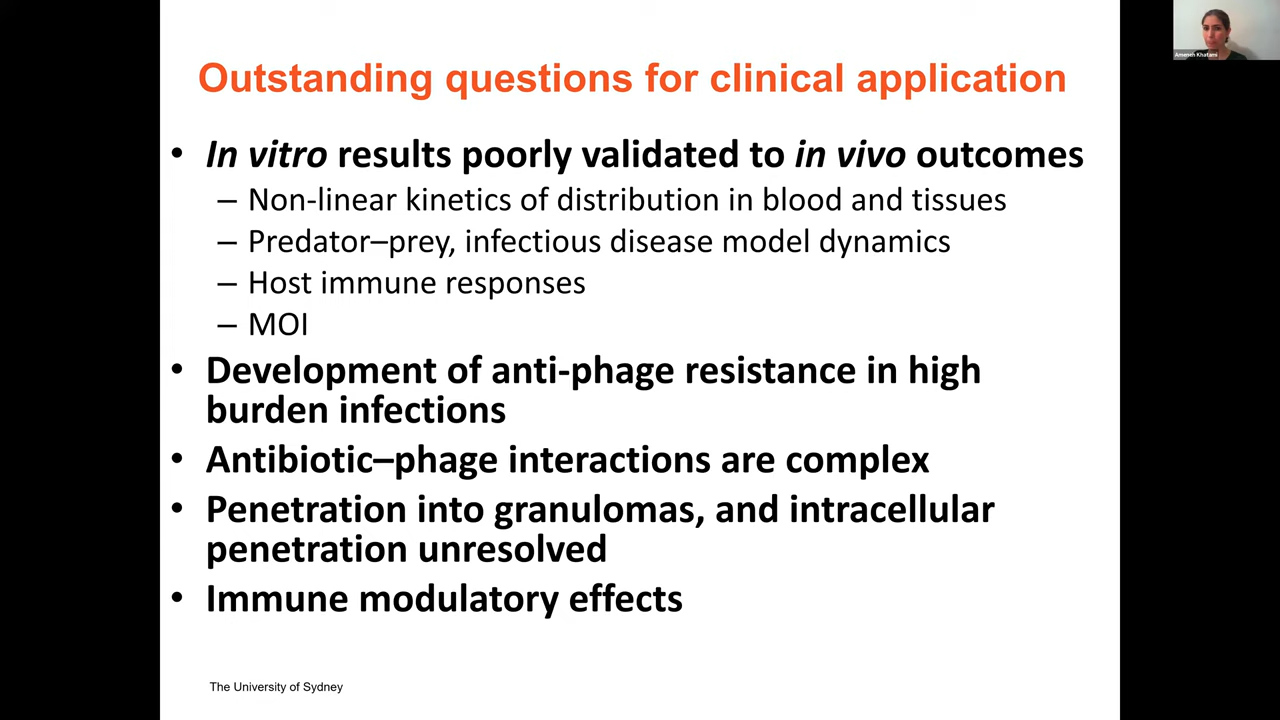 Outstanding questions for clinical application
• In vitro results poorly validated to in vivo outcomes
– Non-linear kinetics of distribution in blood and tissues
– Predator–prey, infectious disease model dynamics
– Host immune responses
– MOI
• Development of anti-phage resistance in high
burden infections
• Antibiotic–phage interactions are complex
• Penetration into granulomas, and intracellular
penetration unresolved
• Immune modulatory effects
The University of Sydney
Ameneh Khatami